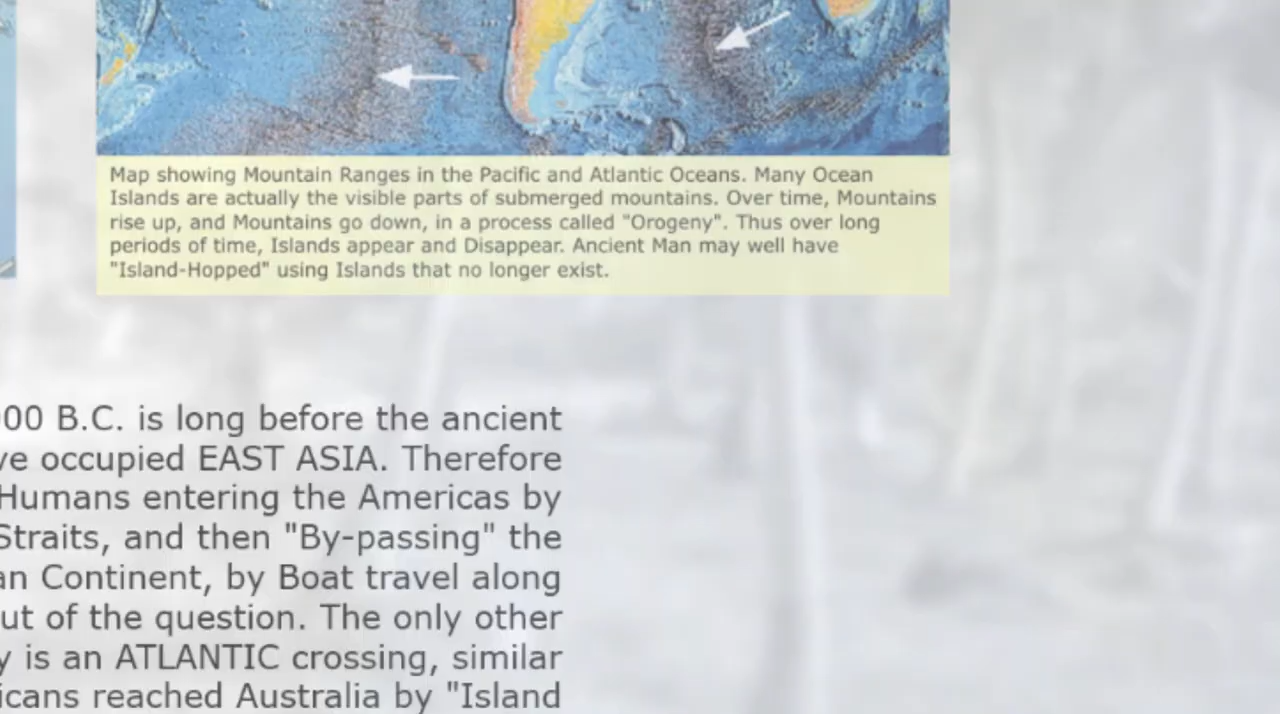 Map showing Mountain Ranges in the Pacific and Atlantic Oceans. Many Ocean
Islands are actually the visible parts of submerged mountains. Over time, Mountains
rise up, and Mountains go down, in a process called "Orogeny". Thus over long
periods of time, Islands appear and Disappear. Ancient Man may well have
"Island-Hopped" using Islands that no longer exist.
00 B.C. is long before the ancient
occupied EAST ASIA. Therefore
Humans entering the Americas by
Straits, and then "By-passing" the
Continent, by Boat travel along
of the question. The only other
is an ATLANTIC crossing, similar
reached Australia by "Island